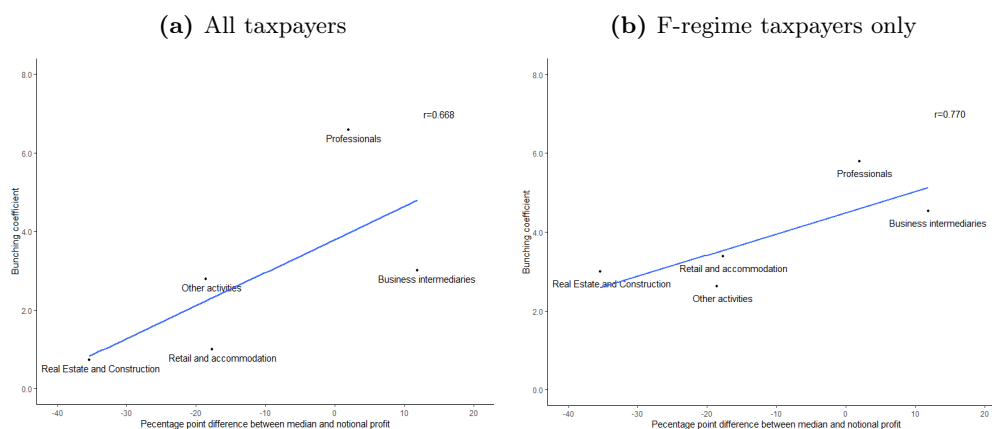 (a) All taxpayers
8.0
6.0
4.0
2.0
0.0
Bunching coefficient
r=0.668
Professionals
Business intermediaries
Other activities
Retail and accommodation
Real Estate and Construction
-40 -30 -20 -10 0 10 20
Pecentage point difference between median and notional profit
(b) F-regime taxpayers only
8.0
6.0
4.0
2.0
0.0
Bunching coefficient
r=0.770
Professionals
Business intermediaries
Retail and accommodation
Real Estate and Construction
Other activities
-40 -30 -20 -10 0 10 20
Pecentage point difference between median and notional profit